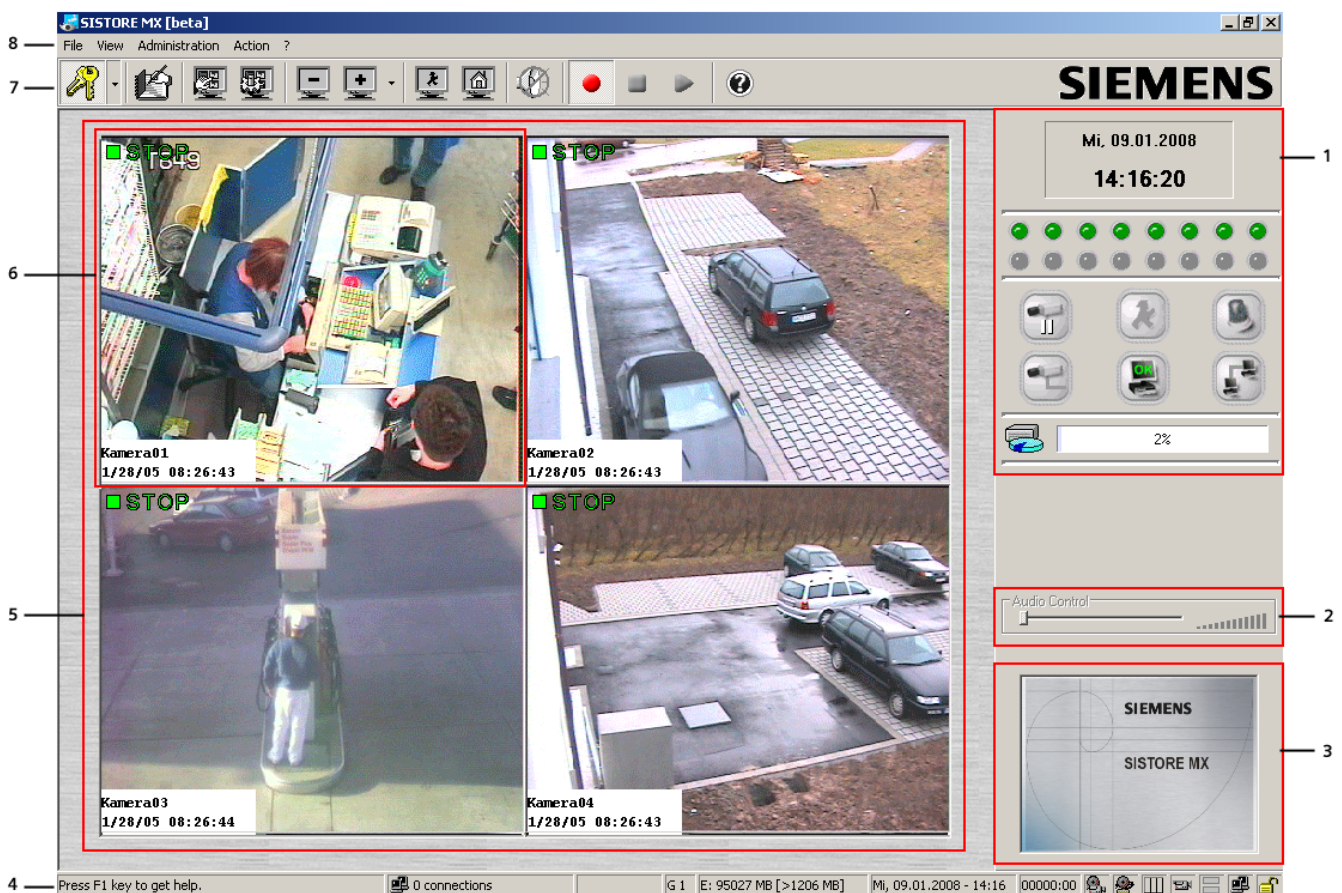 SISTORE MX [beta]
8
File View Administration Action ?
7
SIEMENS
STOP
STOP
Mi, 09.01.2008
1
14:16:20
6
OK
2%
Kamera01
1/28/05 08:26:43
Kamera02
1/28/05 08:26:43
STOP
STOP
5
Audio Control
2
SIEMENS
SISTORE MX
3
Kamera03
1/28/05 08:26:44
Kamera04
1/28/05 08:26:43
4
Press F1 key to get help. 0 connections G 1 E: 95027 MB [>1206 MB] Mi, 09.01.2008 - 14:16 00000:00